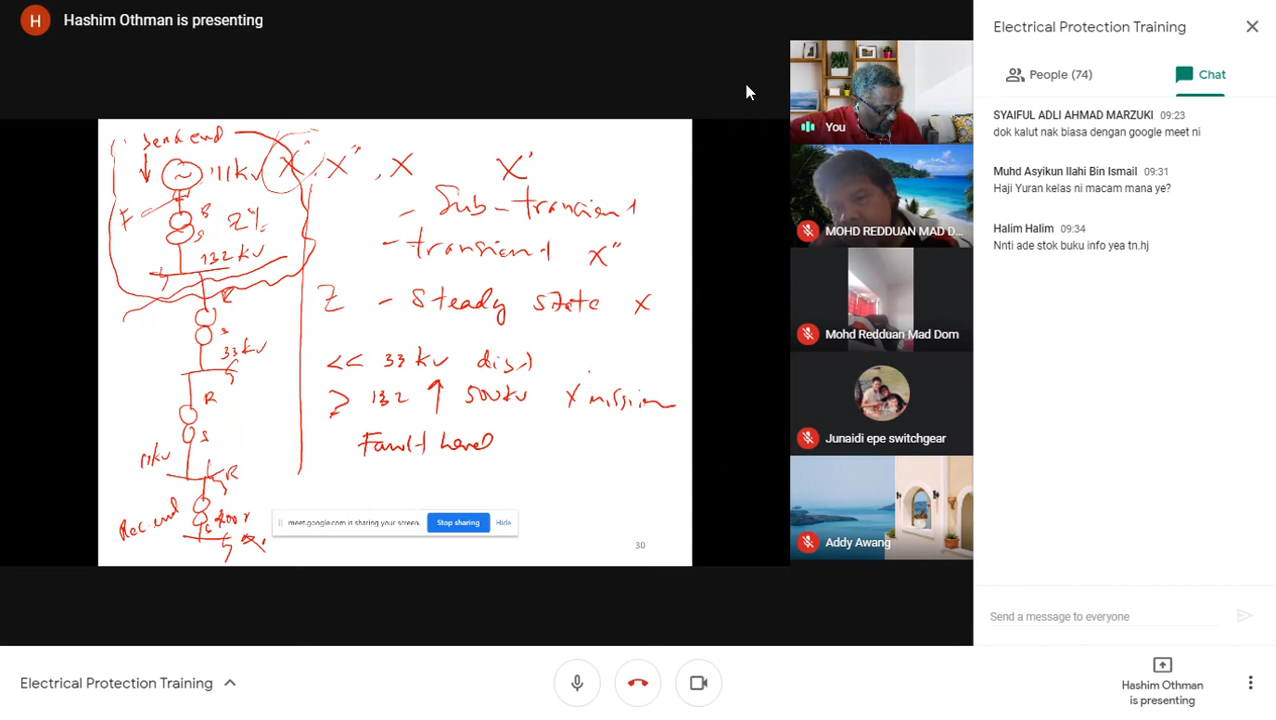 H Hashim Othman is presenting
Electrical Protection Training
People (74)
Chat
SYAIFUL ADLI AHMAD MARZUKI 09:23
dok kalut nak biasa dengan google meet ni
Muhd Asyikun Ilahi Bin Ismail 09:31
Haji Yuran kelas ni macam mana ye?
Halim Halim 09:34
Nnti ade stok buku info yea tn.hj
You
MOHD REDDUAN MAD D...
Mohd Redduan Mad Dom
Junaidi epe switchgear
Addy Awang
Send end
11kV X', X'', X X'
- Sub-transient
Z%
- transient X''
132 kV
Z - Steady state X
S
33 kV
<< 33 kV dist
R
≥ 132 ↑ 500kV Xmission
S
Fault Level
11kV
R
Rec. end
meet.google.com is sharing your screen.
Stop sharing
Hide
30
Send a message to everyone
Electrical Protection Training
Hashim Othman
is presenting